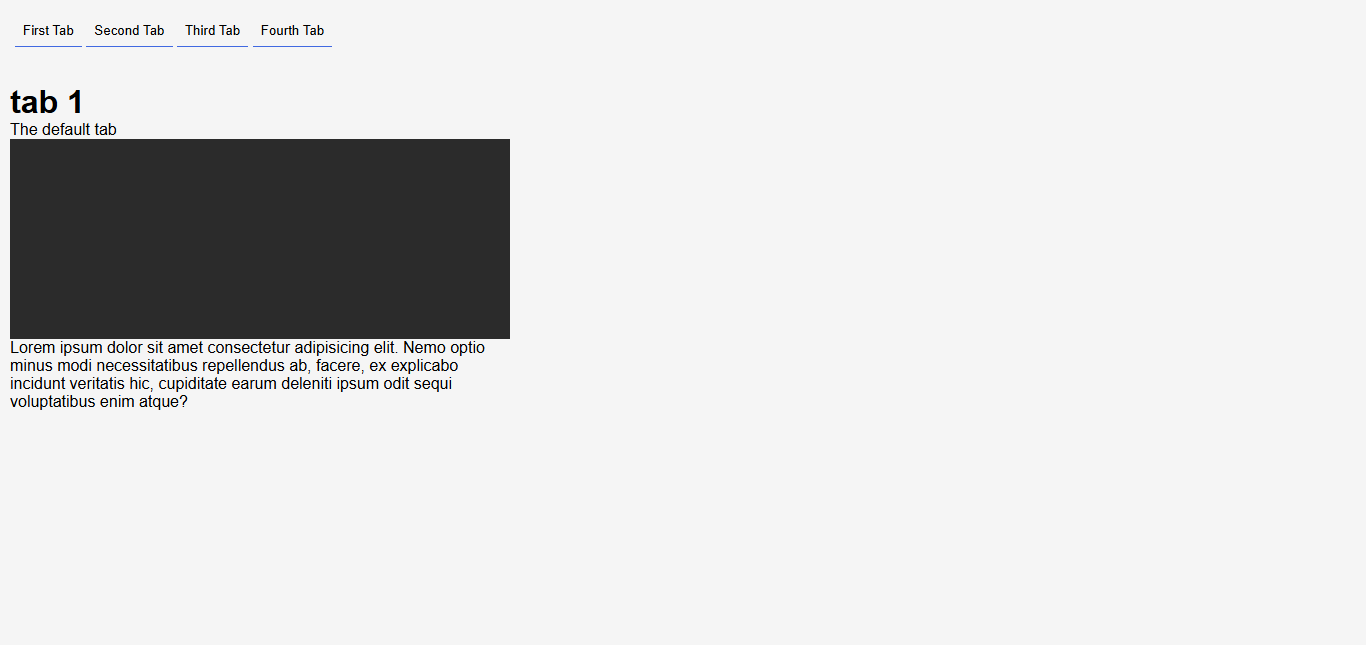 First Tab Second Tab Third Tab Fourth Tab
tab 1
The default tab
Lorem ipsum dolor sit amet consectetur adipisicing elit. Nemo optio
minus modi necessitatibus repellendus ab, facere, ex explicabo
incidunt veritatis hic, cupiditate earum deleniti ipsum odit sequi
voluptatibus enim atque?